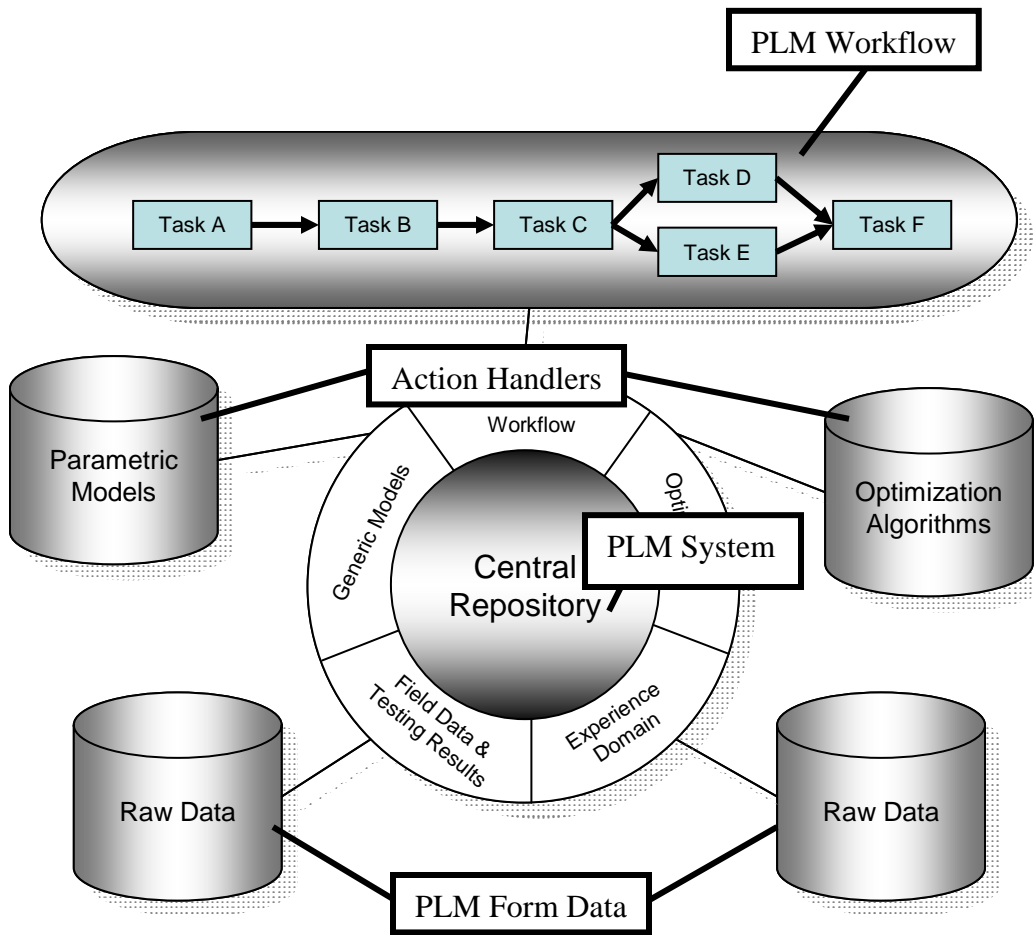 PLM Workflow
Task D
Task A
Task B
Task C
Task F
Task E
Action Handlers
Workflow
Parametric
Models
Generic Models
Optimization
Algorithms
PLM System
Central
Repository
Field Data &
Testing Results
Experience
Domain
Raw Data
Raw Data
PLM Form Data